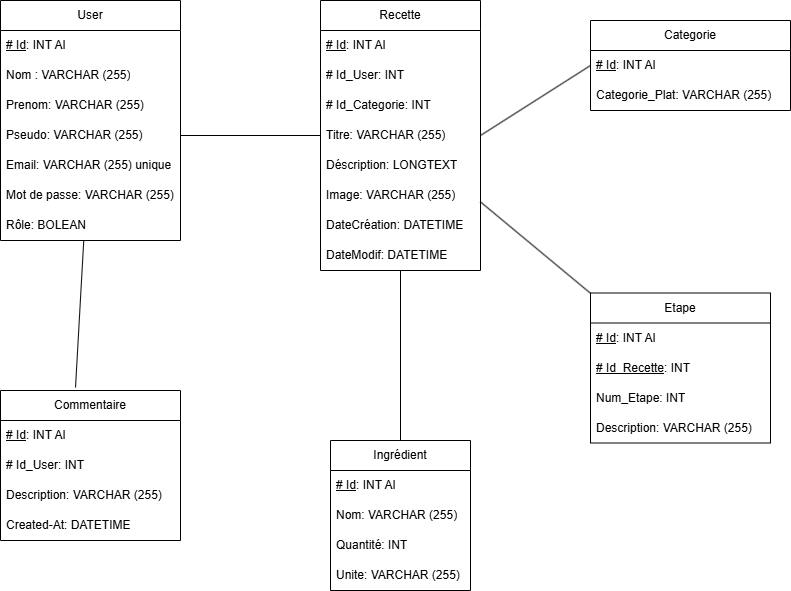 User
# Id: INT AI
Nom : VARCHAR (255)
Prenom: VARCHAR (255)
Pseudo: VARCHAR (255)
Email: VARCHAR (255) unique
Mot de passe: VARCHAR (255)
Rôle: BOLEAN
Recette
# Id: INT AI
# Id_User: INT
# Id_Categorie: INT
Titre: VARCHAR (255)
Déscription: LONGTEXT
Image: VARCHAR (255)
DateCréation: DATETIME
DateModif: DATETIME
Categorie
# Id: INT AI
Categorie_Plat: VARCHAR (255)
Etape
# Id: INT AI
# Id_Recette: INT
Num_Etape: INT
Description: VARCHAR (255)
Commentaire
# Id: INT AI
# Id_User: INT
Description: VARCHAR (255)
Created-At: DATETIME
Ingrédient
# Id: INT AI
Nom: VARCHAR (255)
Quantité: INT
Unite: VARCHAR (255)